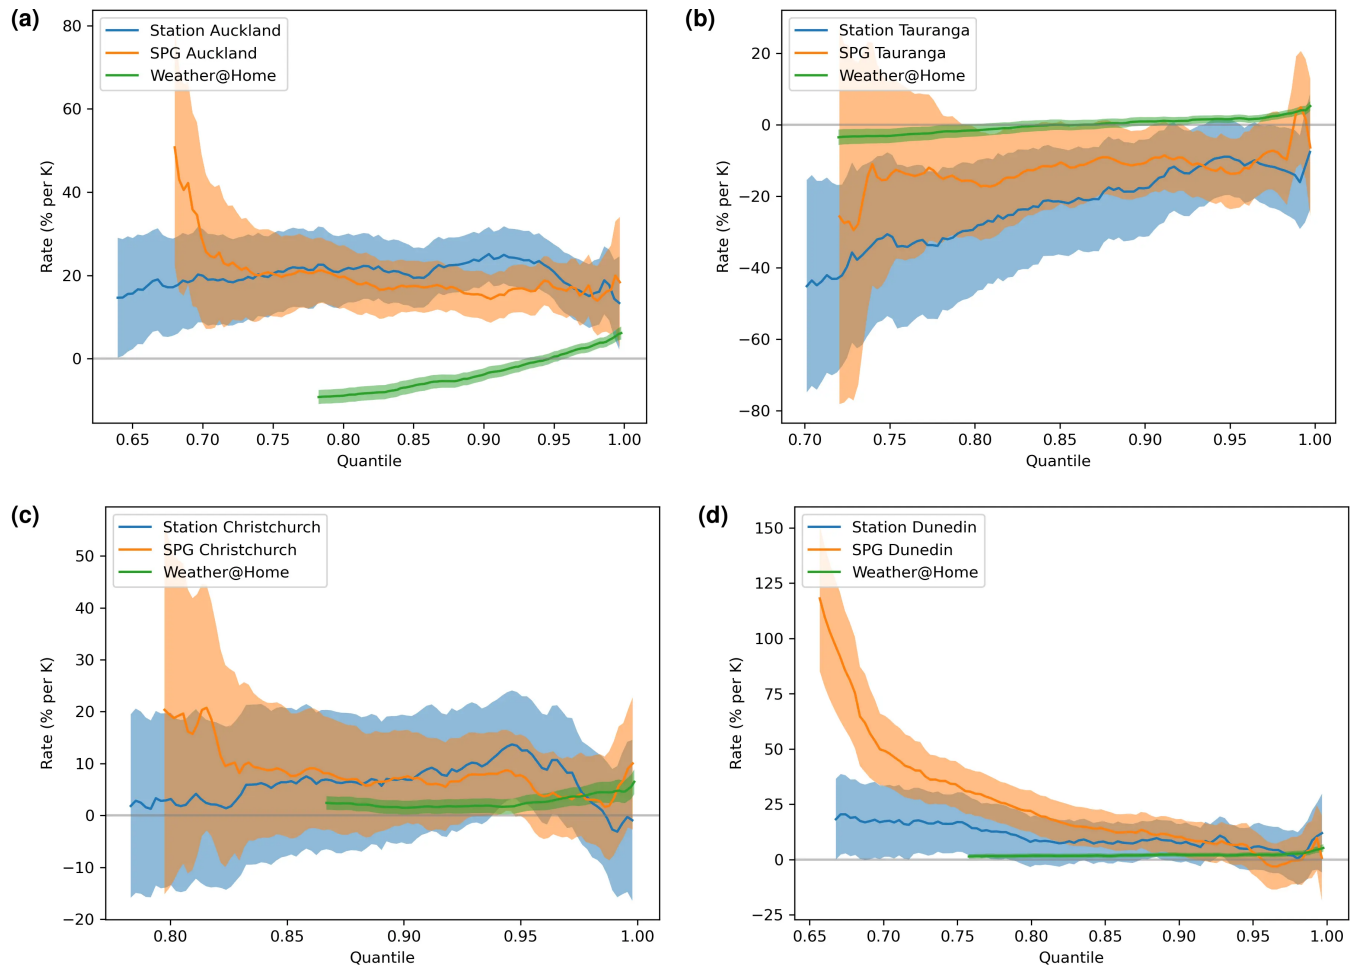 (a)
Station Auckland
SPG Auckland
Weather@Home
80
60
40
20
0
Rate (% per K)
0.65 0.70 0.75 0.80 0.85 0.90 0.95 1.00
Quantile
(b)
Station Tauranga
SPG Tauranga
Weather@Home
20
0
−20
−40
−60
−80
Rate (% per K)
0.70 0.75 0.80 0.85 0.90 0.95 1.00
Quantile
(c)
Station Christchurch
SPG Christchurch
Weather@Home
50
40
30
20
10
0
−10
−20
Rate (% per K)
0.80 0.85 0.90 0.95 1.00
Quantile
(d)
Station Dunedin
SPG Dunedin
Weather@Home
150
125
100
75
50
25
0
−25
Rate (% per K)
0.65 0.70 0.75 0.80 0.85 0.90 0.95 1.00
Quantile